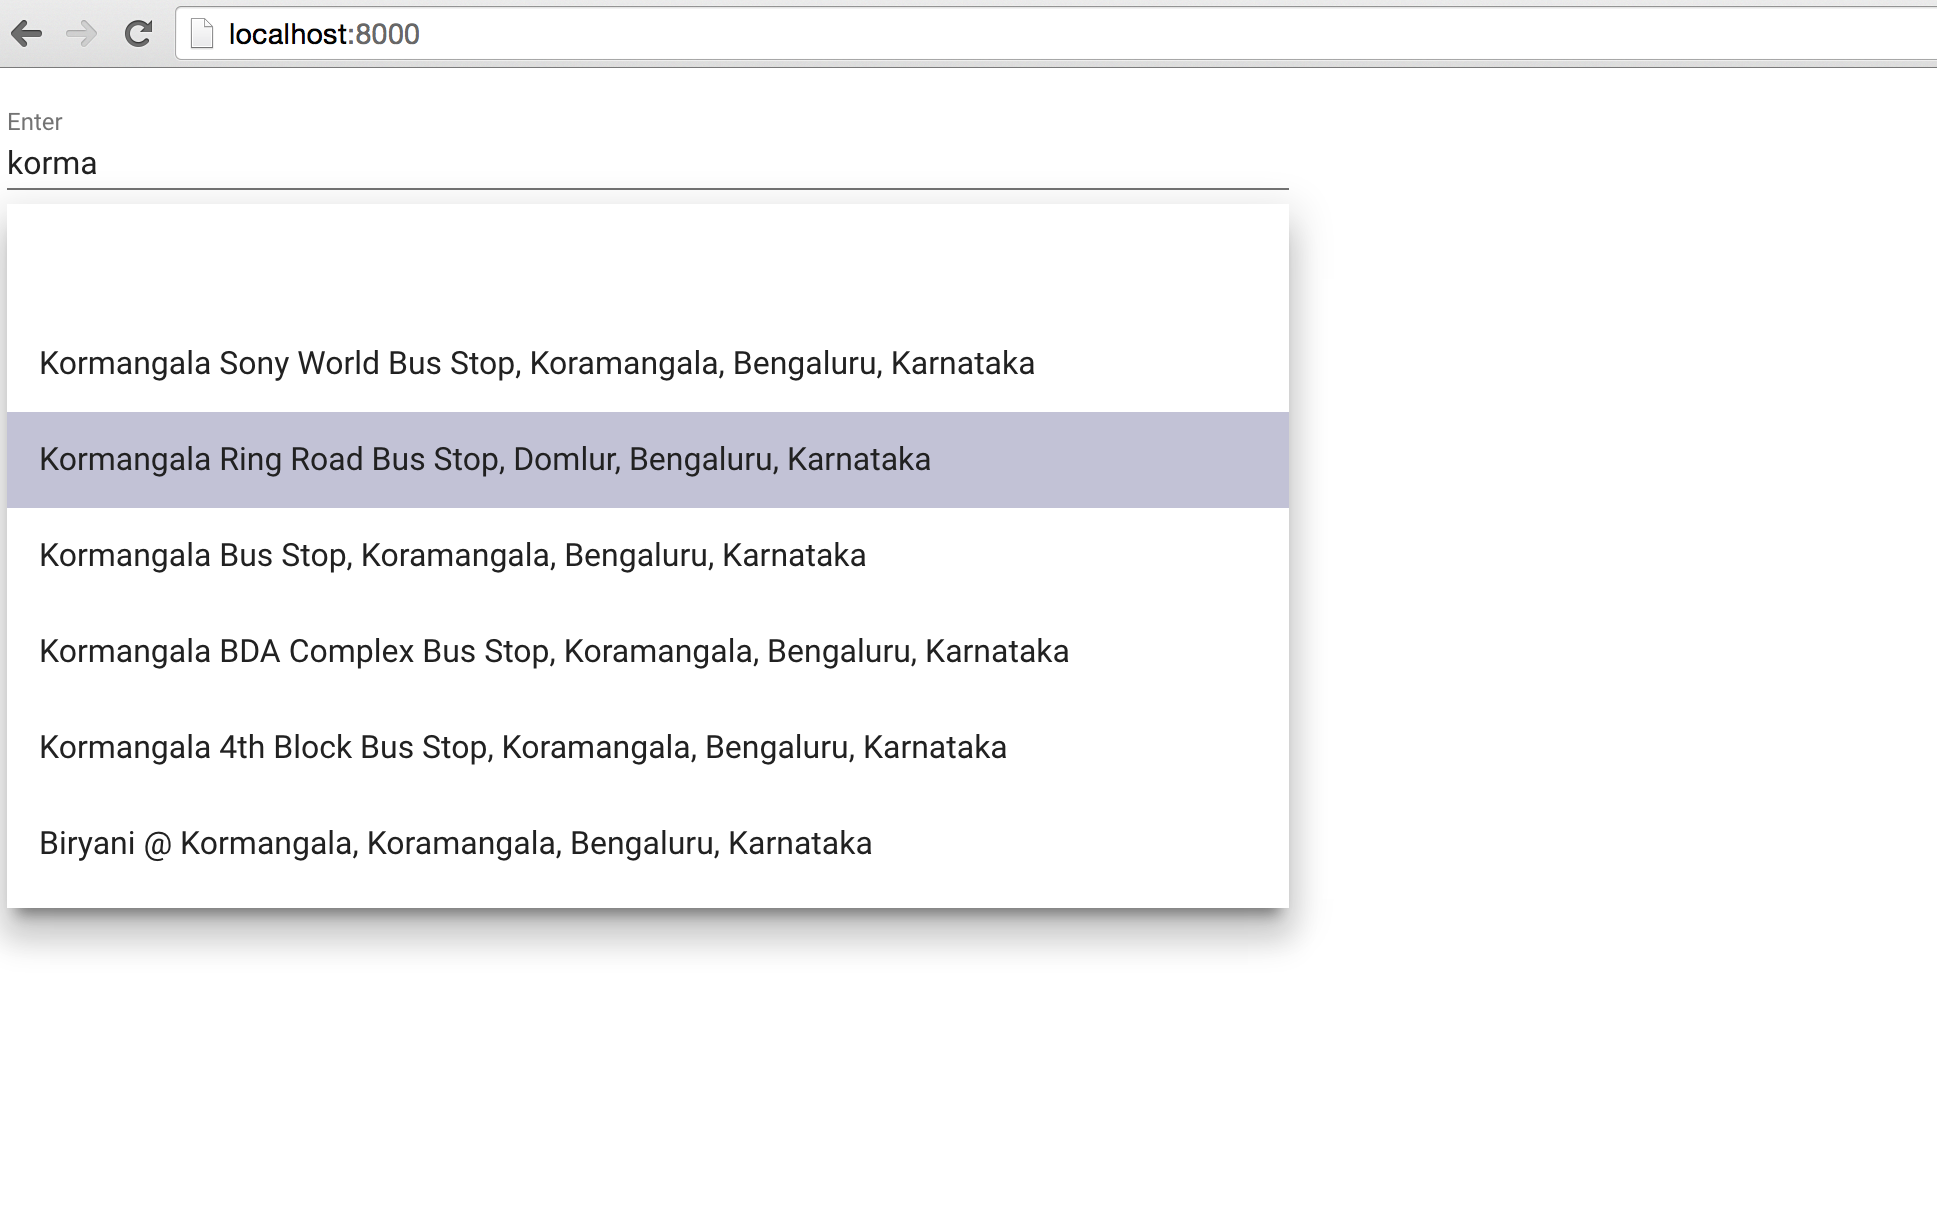 localhost:8000
Enter
korma
Kormangala Sony World Bus Stop, Koramangala, Bengaluru, Karnataka
Kormangala Ring Road Bus Stop, Domlur, Bengaluru, Karnataka
Kormangala Bus Stop, Koramangala, Bengaluru, Karnataka
Kormangala BDA Complex Bus Stop, Koramangala, Bengaluru, Karnataka
Kormangala 4th Block Bus Stop, Koramangala, Bengaluru, Karnataka
Biryani @ Kormangala, Koramangala, Bengaluru, Karnataka